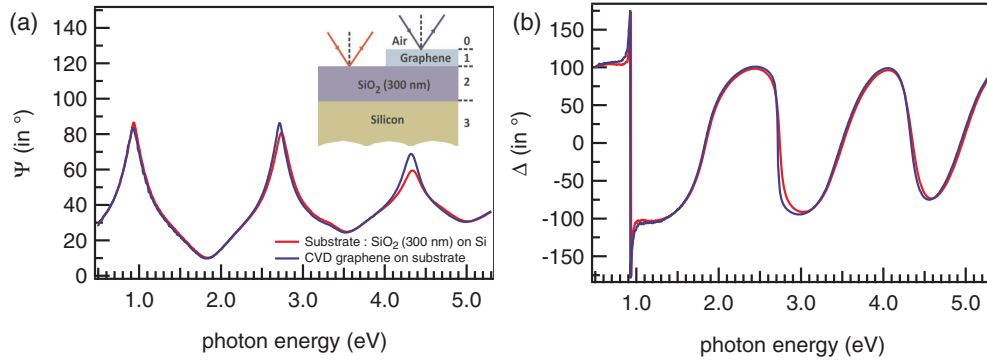 (a)
140
120
100
80
60
40
20
0
Ψ (in °)
1.0 2.0 3.0 4.0 5.0
photon energy (eV)
Air
Graphene
SiO2 (300 nm)
Silicon
0
1
2
3
Substrate : SiO2 (300 nm) on Si
CVD graphene on substrate
(b)
150
100
50
0
-50
-100
-150
Δ (in °)
1.0 2.0 3.0 4.0 5.0
photon energy (eV)